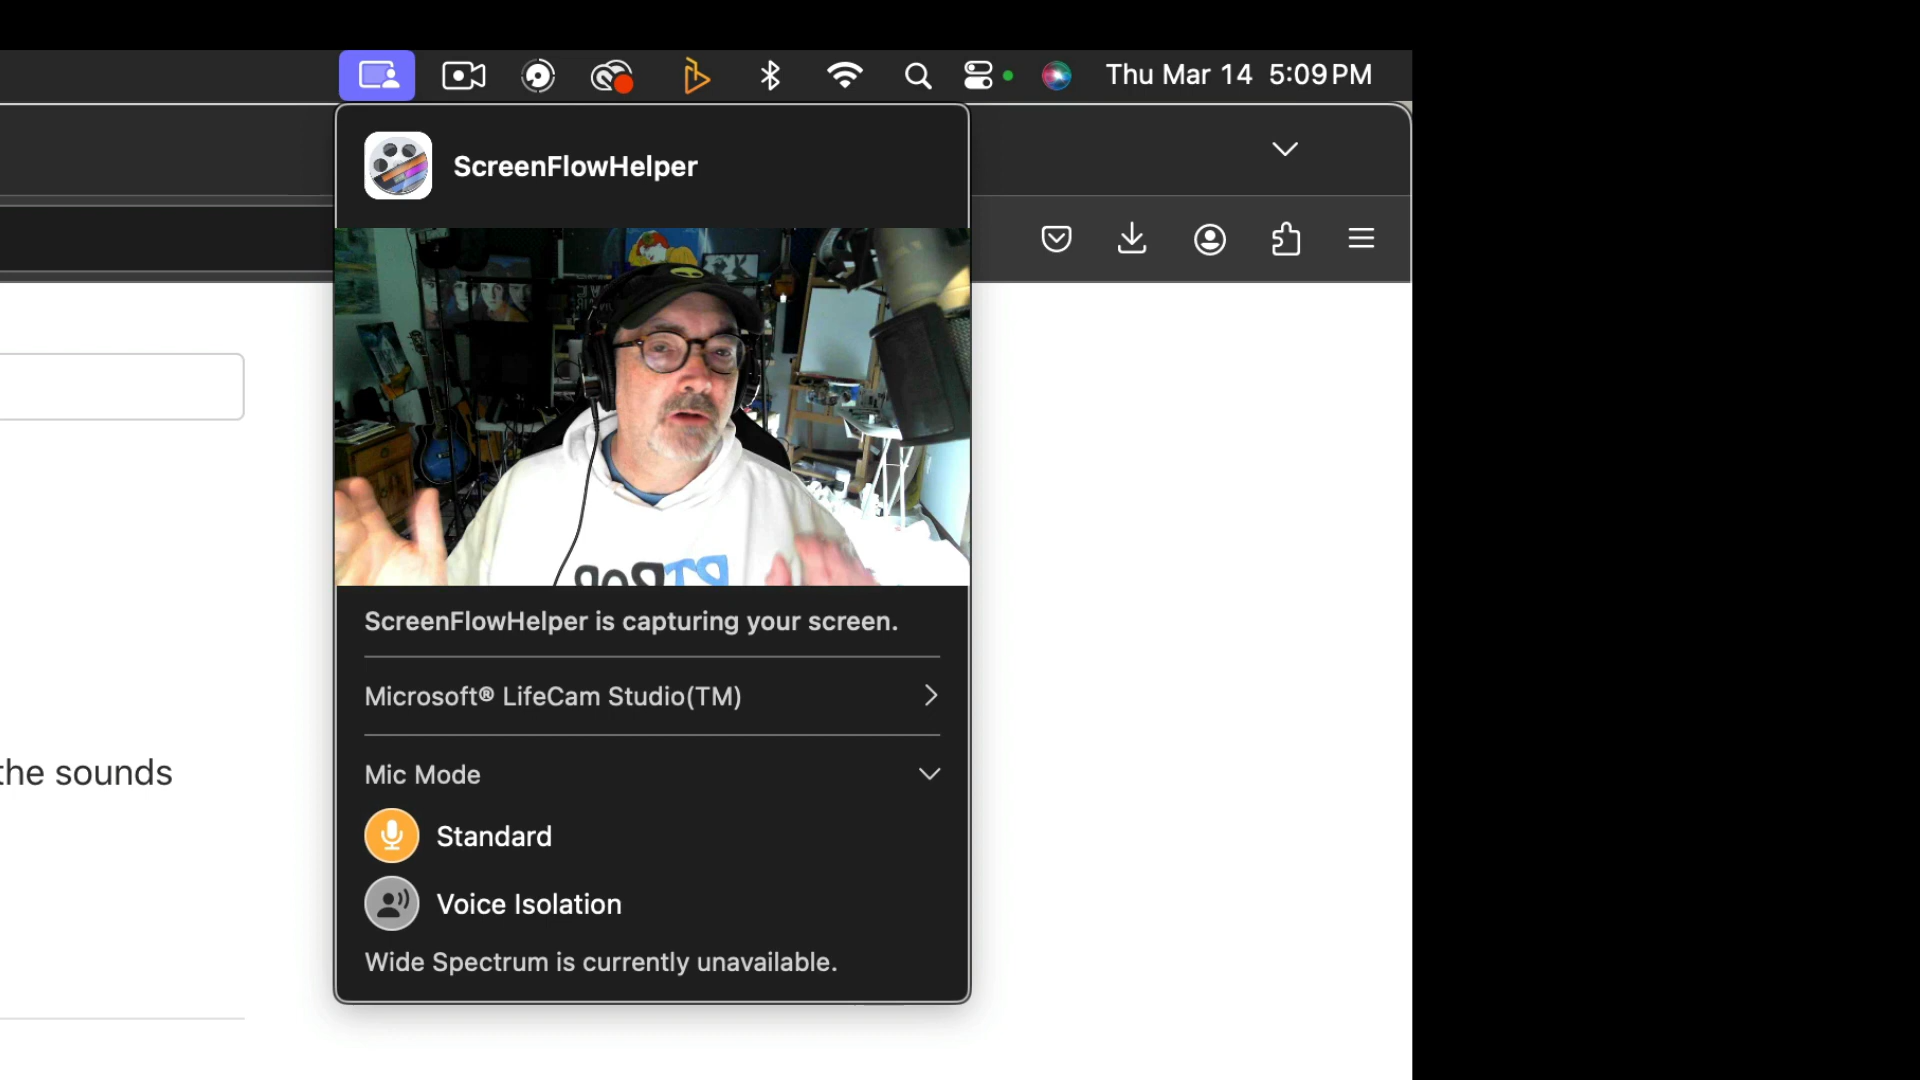 Thu Mar 14 5:09 PM
ScreenFlowHelper
ScreenFlowHelper is capturing your screen.
Microsoft® LifeCam Studio(TM)
the sounds
Mic Mode
Standard
Voice Isolation
Wide Spectrum is currently unavailable.